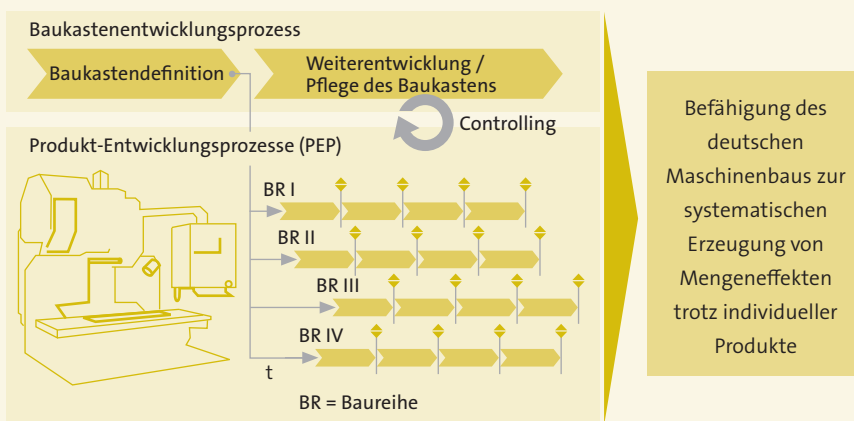 Baukastenentwicklungsprozess
Baukastendefinition
Weiterentwicklung /
Pflege des Baukastens
Controlling
Produkt-Entwicklungsprozesse (PEP)
BR I
BR II
BR III
BR IV
t
BR = Baureihe
Befähigung des
deutschen
Maschinenbaus zur
systematischen
Erzeugung von
Mengeneffekten
trotz individueller
Produkte